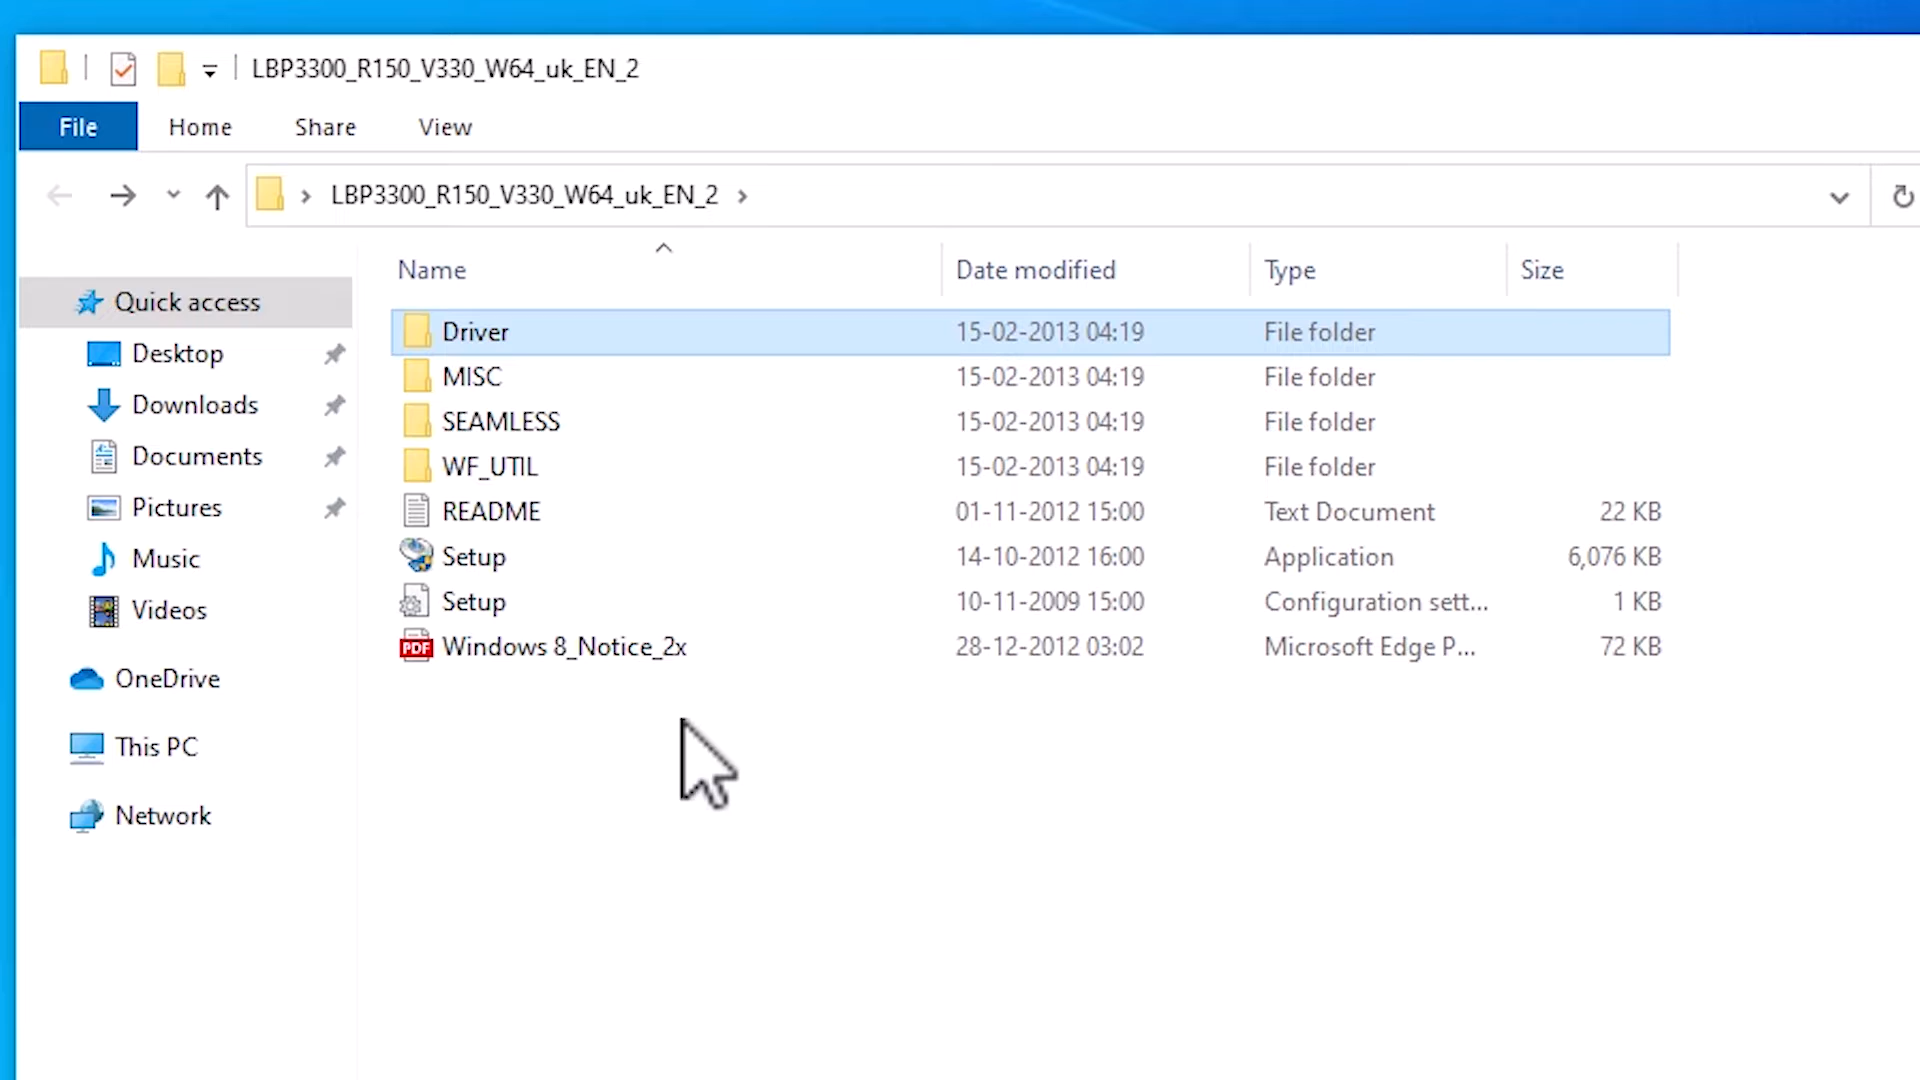 LBP3300_R150_V330_W64_uk_EN_2
File Home Share View
LBP3300_R150_V330_W64_uk_EN_2
Name Date modified Type Size
Quick access
Desktop
Downloads
Documents
Pictures
Music
Videos
OneDrive
This PC
Network
Driver 15-02-2013 04:19 File folder
MISC 15-02-2013 04:19 File folder
SEAMLESS 15-02-2013 04:19 File folder
WF_UTIL 15-02-2013 04:19 File folder
README 01-11-2012 15:00 Text Document 22 KB
Setup 14-10-2012 16:00 Application 6,076 KB
Setup 10-11-2009 15:00 Configuration sett... 1 KB
PDF Windows 8_Notice_2x 28-12-2012 03:02 Microsoft Edge P... 72 KB